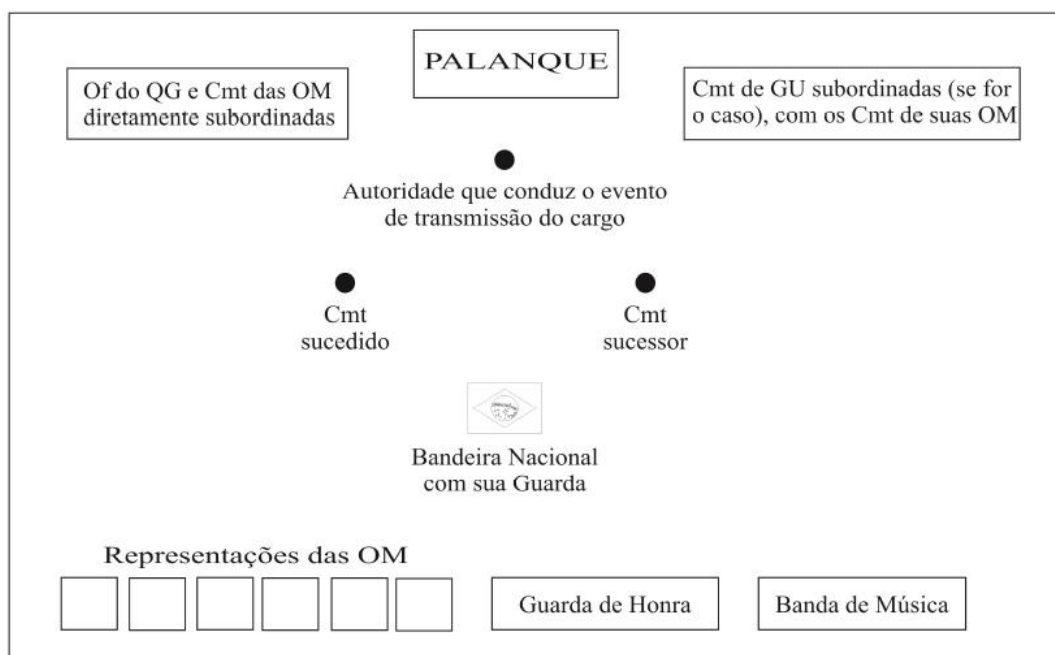 PALANQUE
Of do QG e Cmt das OM
diretamente subordinadas
Cmt de GU subordinadas (se for
o caso), com os Cmt de suas OM
Autoridade que conduz o evento
de transmissão do cargo
Cmt
sucedido
Cmt
sucessor
Bandeira Nacional
com sua Guarda
Representações das OM
Guarda de Honra
Banda de Música